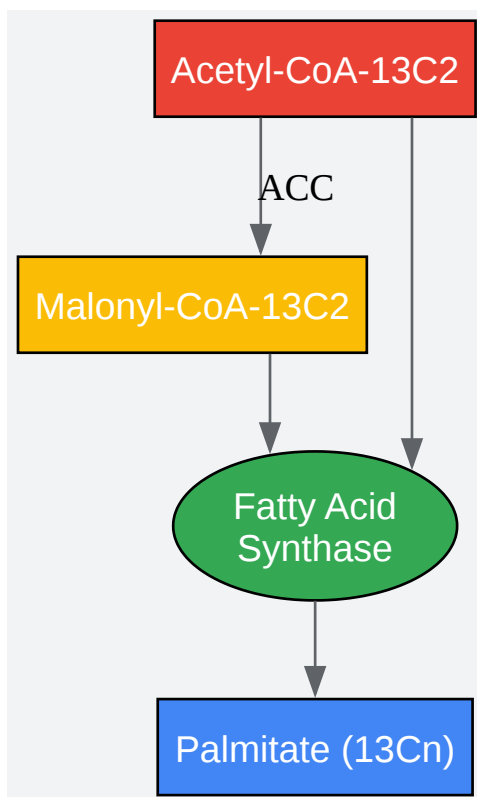 Acetyl-CoA-13C2
ACC
Malonyl-CoA-13C2
Fatty Acid
Synthase
Palmitate (13Cn)